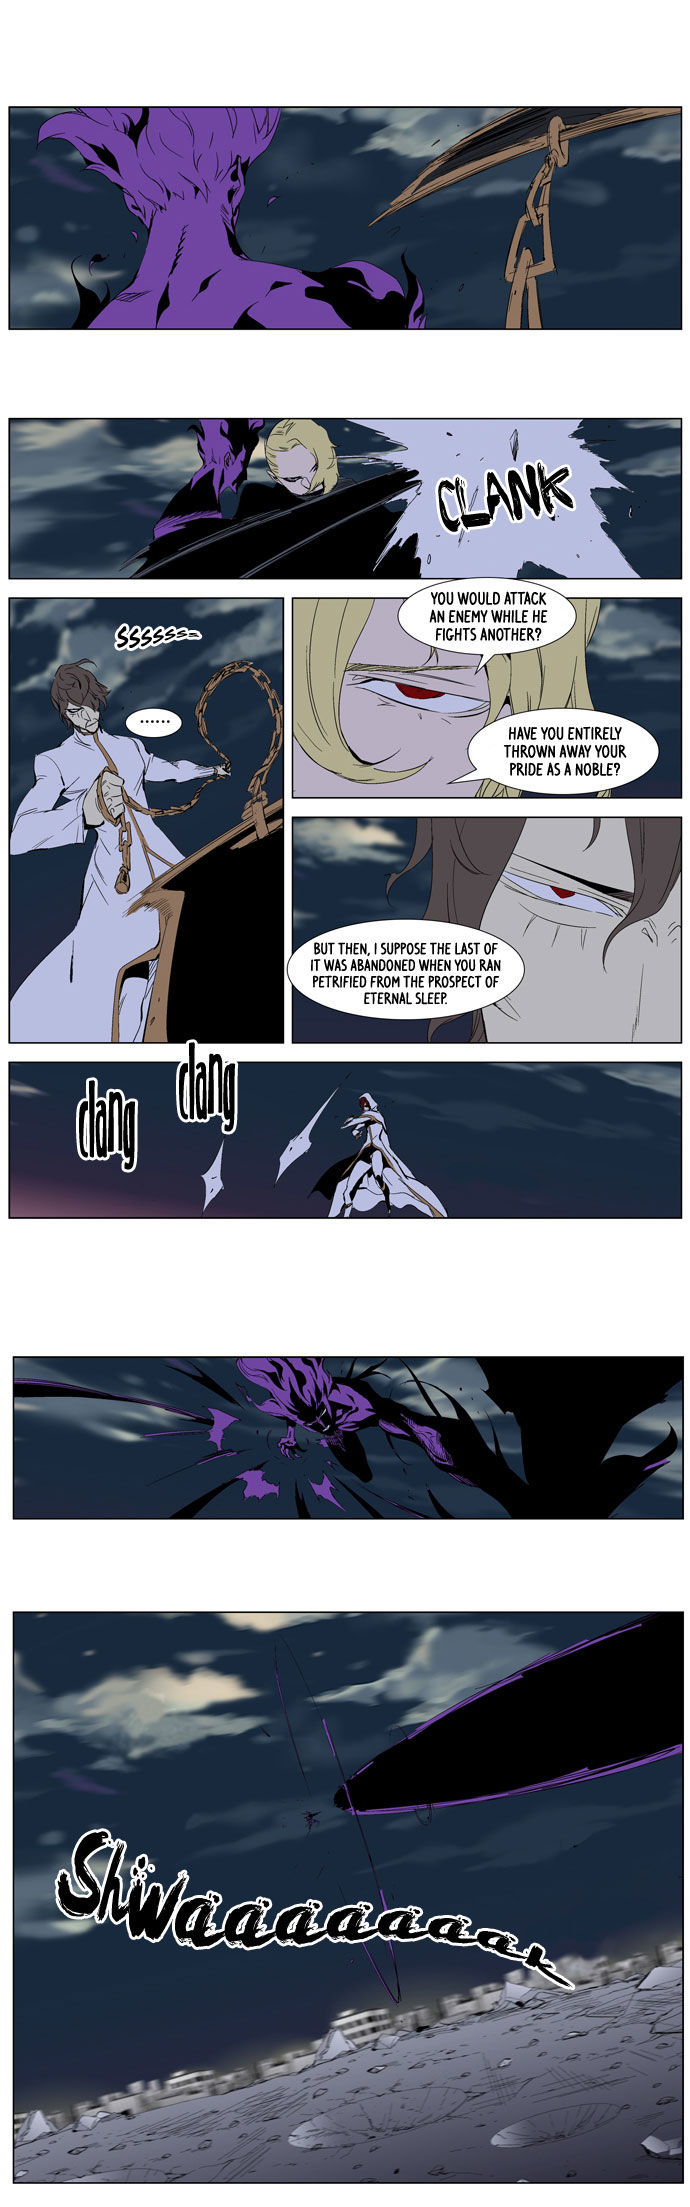 CLANK
SSSSSSS
......
YOU WOULD ATTACK
AN ENEMY WHILE HE
FIGHTS ANOTHER?
HAVE YOU ENTIRELY
THROWN AWAY YOUR
PRIDE AS A NOBLE?
BUT THEN, I SUPPOSE THE LAST OF
IT WAS ABANDONED WHEN YOU RAN
PETRIFIED FROM THE PROSPECT OF
ETERNAL SLEEP.
clang
clang
Shwaaaaaaaak